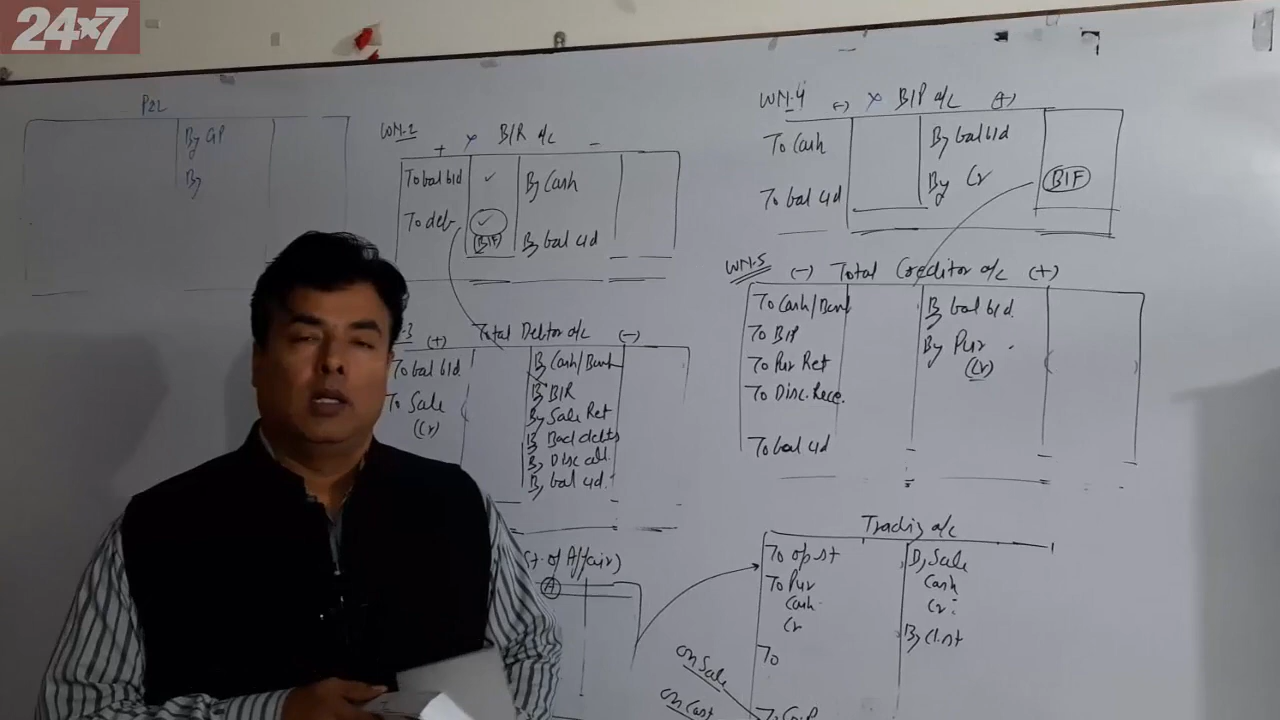 24x7
P2L
By GP
By
WN-2
+ B/R a/c -
To bal b/d ✓ By Cash
To deb ✓
(B/F) By bal c/d
WN-4
(-) B/P a/c (+)
To Cash By bal b/d
By Cr B/F
To bal c/d
-3 (+) Total Debtor a/c (-)
To bal b/d. By Cash/Bank
To Sale By B/R
(Cr) By Sale Ret
By Bad debts
By Disc all.
By bal c/d.
WN-5 (-) Total Creditor a/c (+)
To Cash/Bank By bal b/d.
To B/P By Pur
To Pur Ret (Cr)
To Disc. Rece.
To bal c/d
St. of Affair)
A
Trading a/c
To op st By Sale
To Pur Cash
Cash Cr
Cr
By cl. st
To
On Sale
On Cost
To G.P